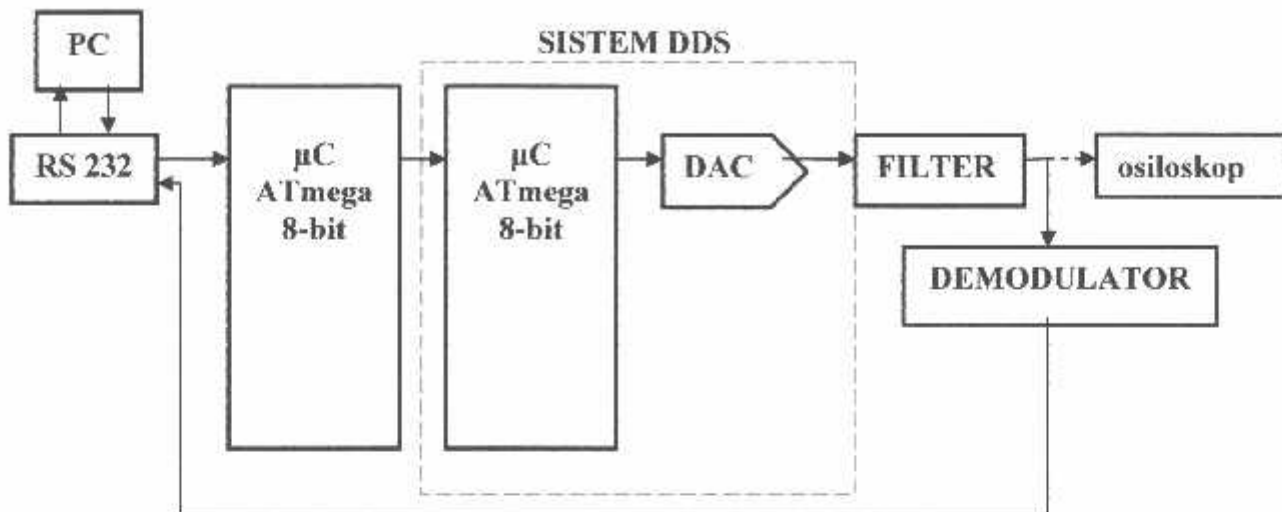 PC
SISTEM DDS
RS 232
µC
ATmega
8-bit
µC
ATmega
8-bit
DAC
FILTER
osiloskop
DEMODULATOR